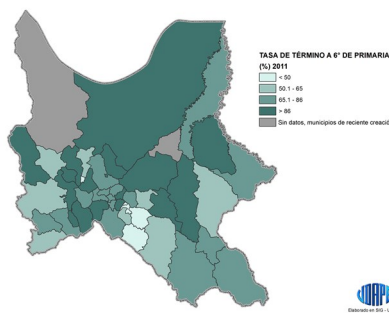 TASA DE TÉRMINO A 6° DE PRIMARIA
(%) 2011
< 50
50.1 - 65
65.1 - 86
> 86
Sin datos, municipios de reciente creació
UDAPE
Elaborado en SIG - U